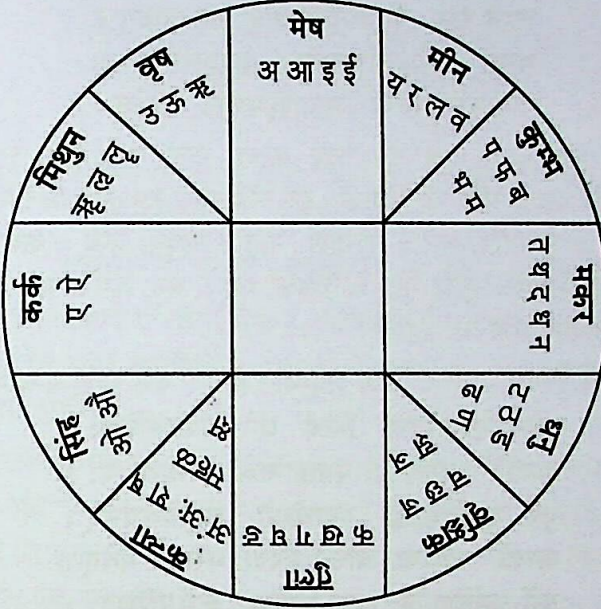 मेष
अ आ इ ई
वृष
उ ऊ ऋ
मिथुन
ॠ ऌ ॡ
कर्क
ए ऐ
सिंह
ओ औ
कन्या
अं अः श ष
स ह ळ
क्ष
तुला
क ख ग घ ङ
वृश्चिक
च छ ज
झ ञ
धनु
ट ठ ड
ढ ण
मकर
त थ द ध न
कुम्भ
प फ ब
भ म
मीन
य र ल व